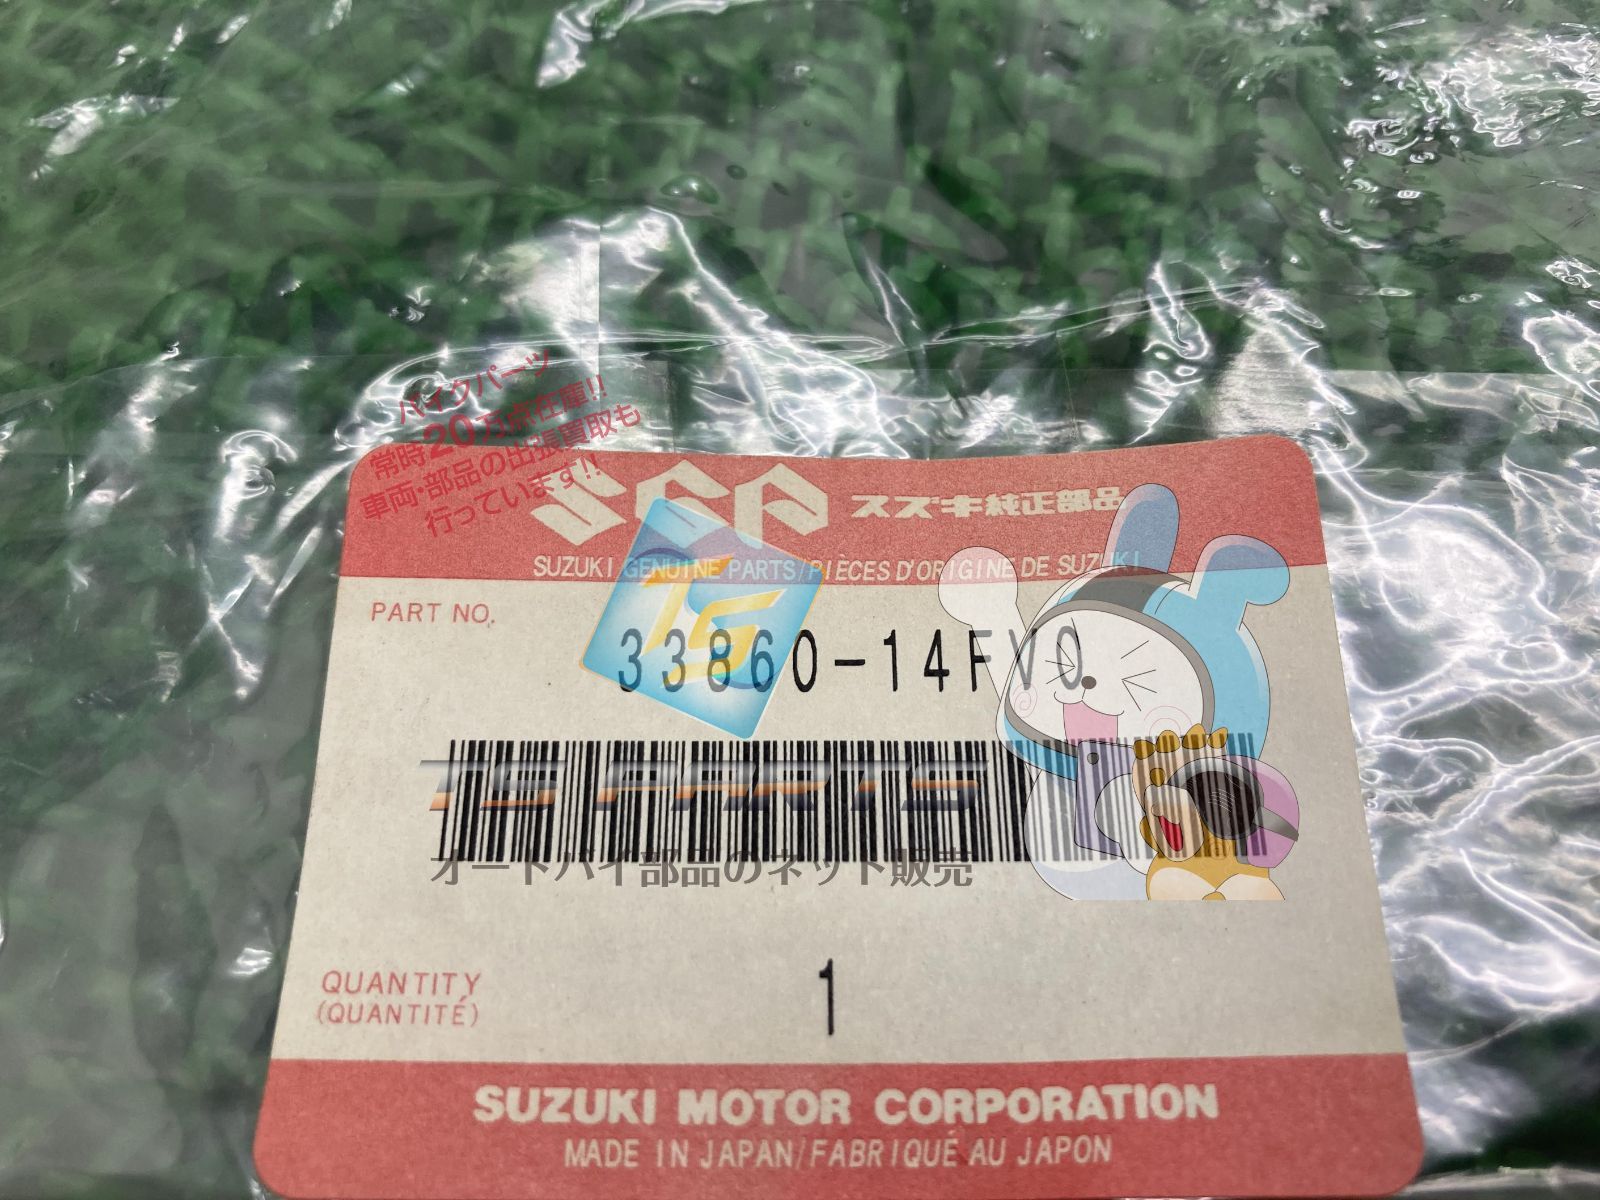 バイクパーツ
常時20万点在庫!!
車両・部品の出張買取も
行っています!!
SGP スズキ純正部品
SUZUKI GENUINE PARTS/PIÈCES D'ORIGINE DE SUZUKI
TS
PART NO.
33860-14FV0
TS PARTS
オートバイ部品のネット販売
QUANTITY
(QUANTITÉ)
1
SUZUKI MOTOR CORPORATION
MADE IN JAPAN/FABRIQUÉ AU JAPON